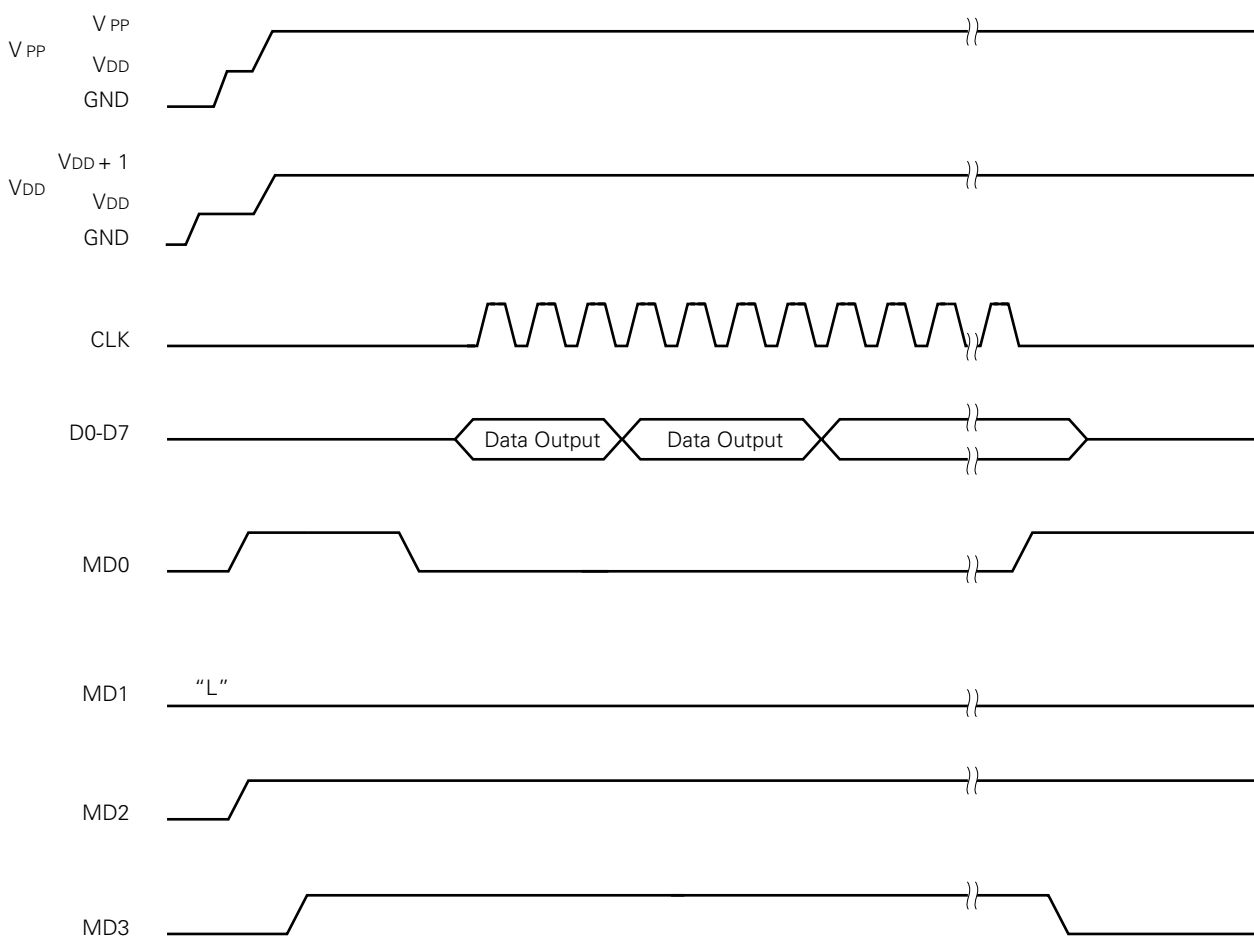 V PP
V PP
VDD
GND
VDD + 1
VDD
VDD
GND
CLK
D0-D7
Data Output
Data Output
MD0
MD1
“L”
MD2
MD3